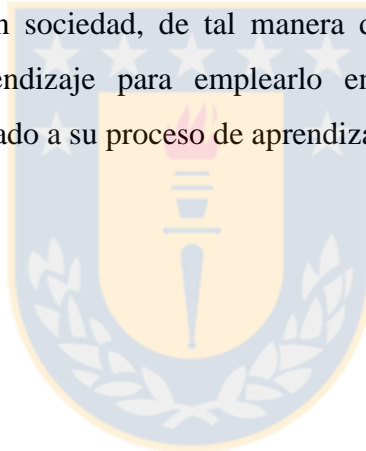 n sociedad, de tal manera
endizaje para emplearlo en
ado a su proceso de aprendiza